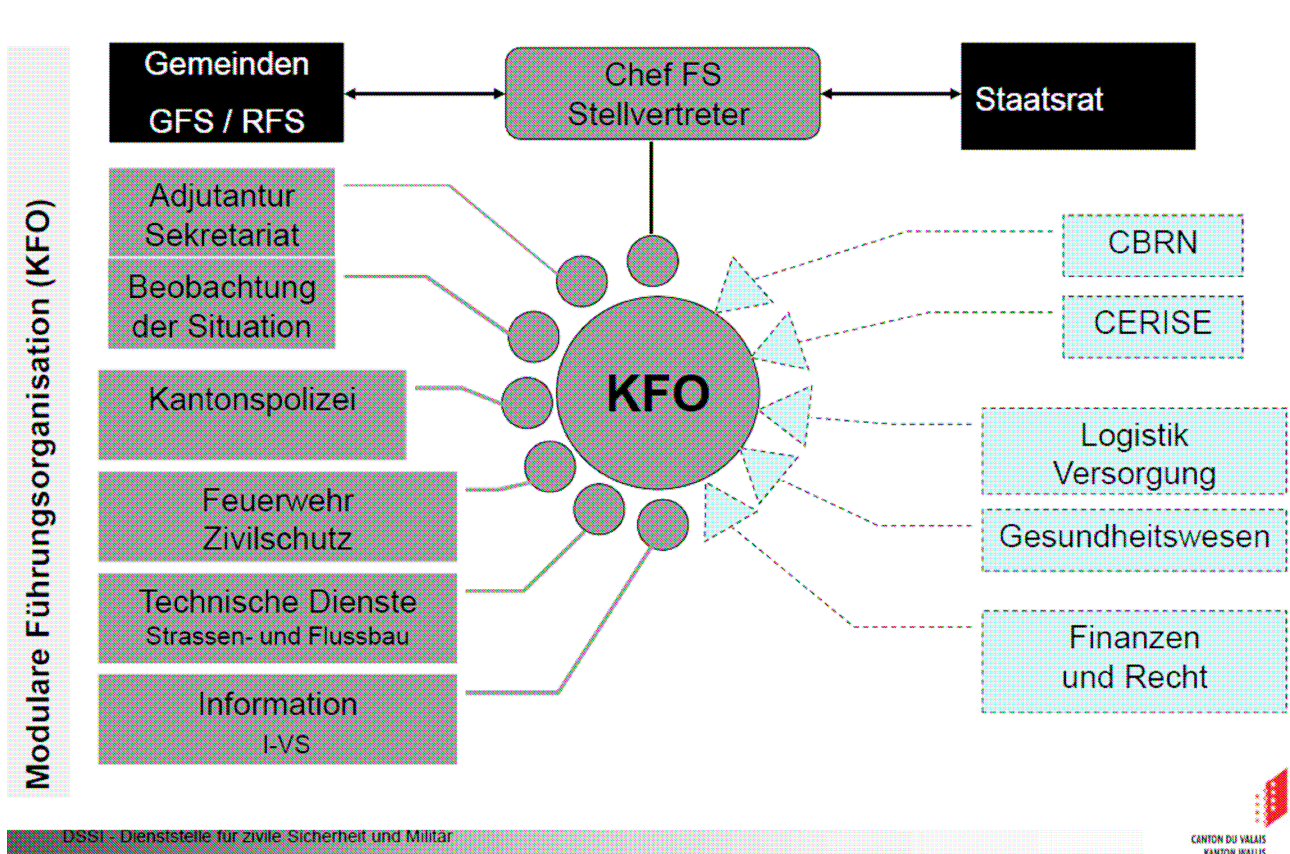 Modulare Führungsorganisation (KFO)
Gemeinden
GFS / RFS
Chef FS
Stellvertreter
Staatsrat
Adjutantur
Sekretariat
Beobachtung
der Situation
Kantonspolizei
Feuerwehr
Zivilschutz
Technische Dienste
Strassen- und Flussbau
Information
I-VS
KFO
CBRN
CERISE
Logistik
Versorgung
Gesundheitswesen
Finanzen
und Recht
DSSI - Dienststelle für zivile Sicherheit und Militär
CANTON DU VALAIS
KANTON WALLIS